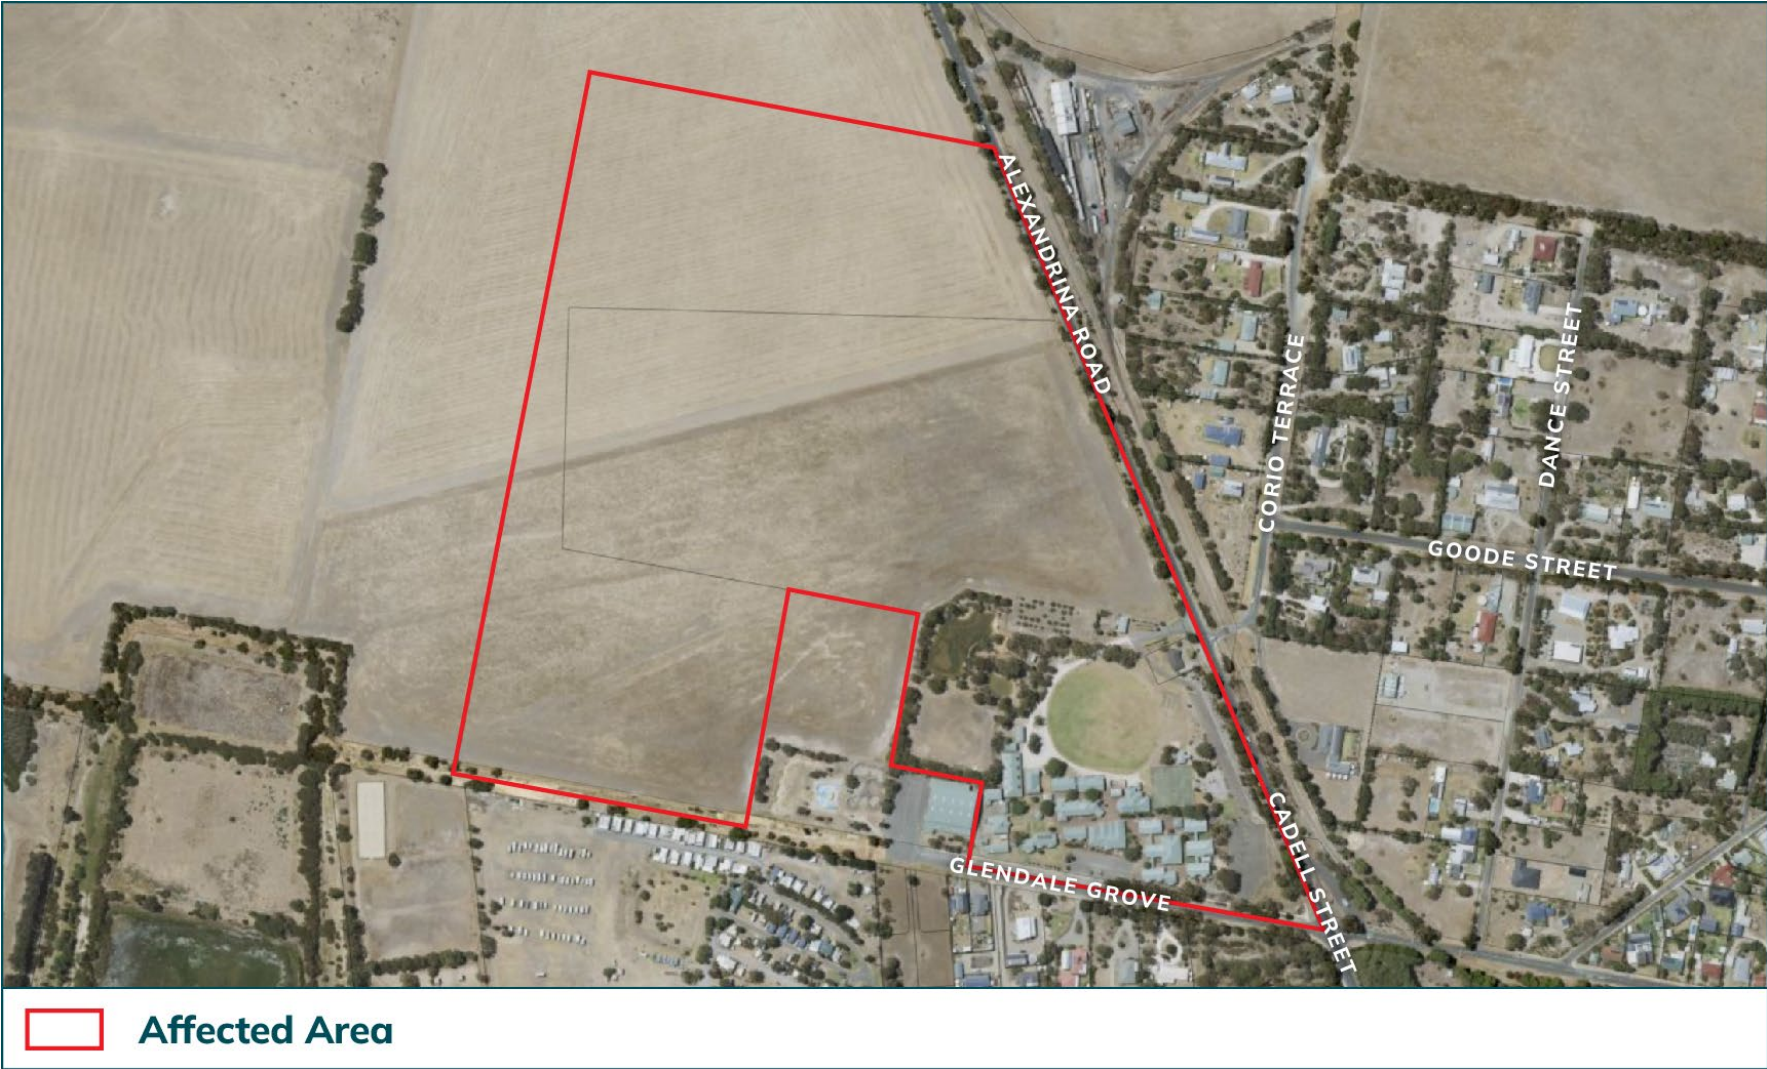 ALEXANDRINA ROAD
CORIO TERRACE
DANCE STREET
GOODE STREET
CADELL STREET
GLENDALE GROVE
Affected Area